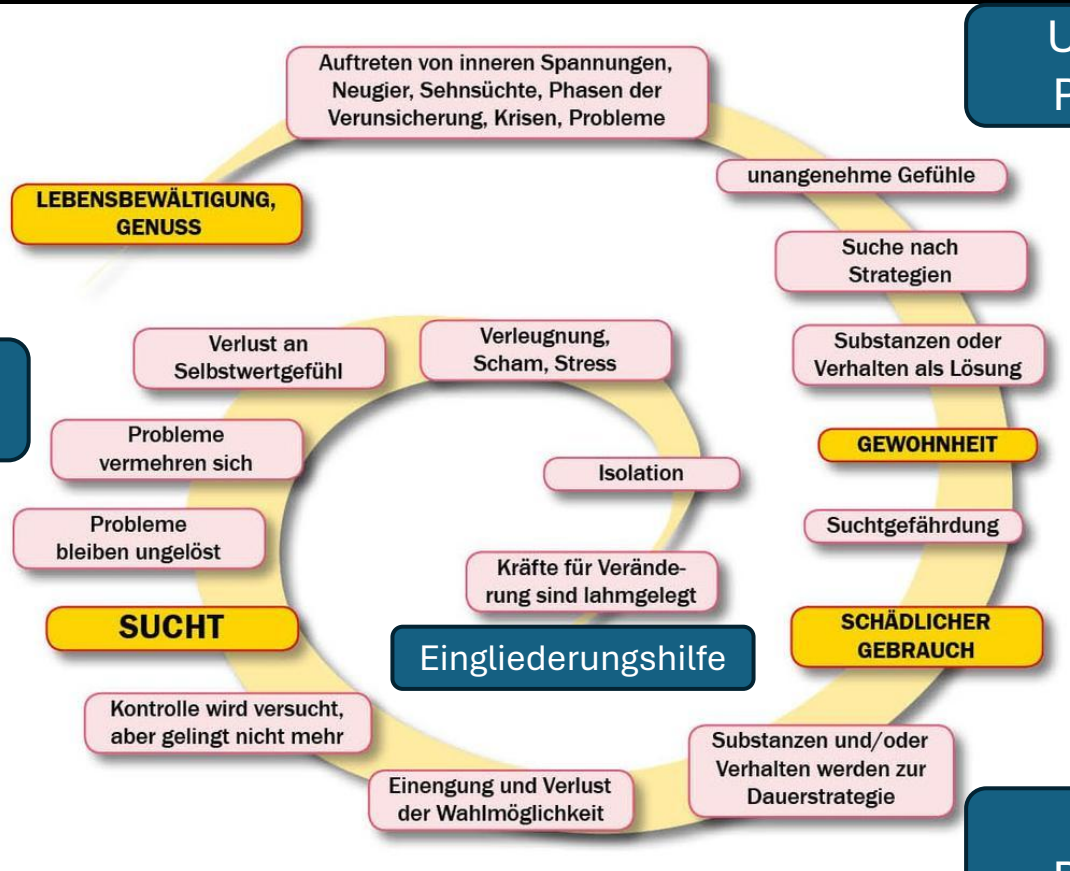 Auftreten von inneren Spannungen,
Neugier, Sehnsüchte, Phasen der
Verunsicherung, Krisen, Probleme
LEBENSBEWÄLTIGUNG,
GENUSS
unangenehme Gefühle
Suche nach
Strategien
Substanzen oder
Verhalten als Lösung
GEWOHNHEIT
Suchtgefährdung
SCHÄDLICHER
GEBRAUCH
Substanzen und/oder
Verhalten werden zur
Dauerstrategie
Einengung und Verlust
der Wahlmöglichkeit
Kontrolle wird versucht,
aber gelingt nicht mehr
SUCHT
Probleme
bleiben ungelöst
Probleme
vermehren sich
Verlust an
Selbstwertgefühl
Verleugnung,
Scham, Stress
Isolation
Kräfte für Verände-
rung sind lahmgelegt
Eingliederungshilfe